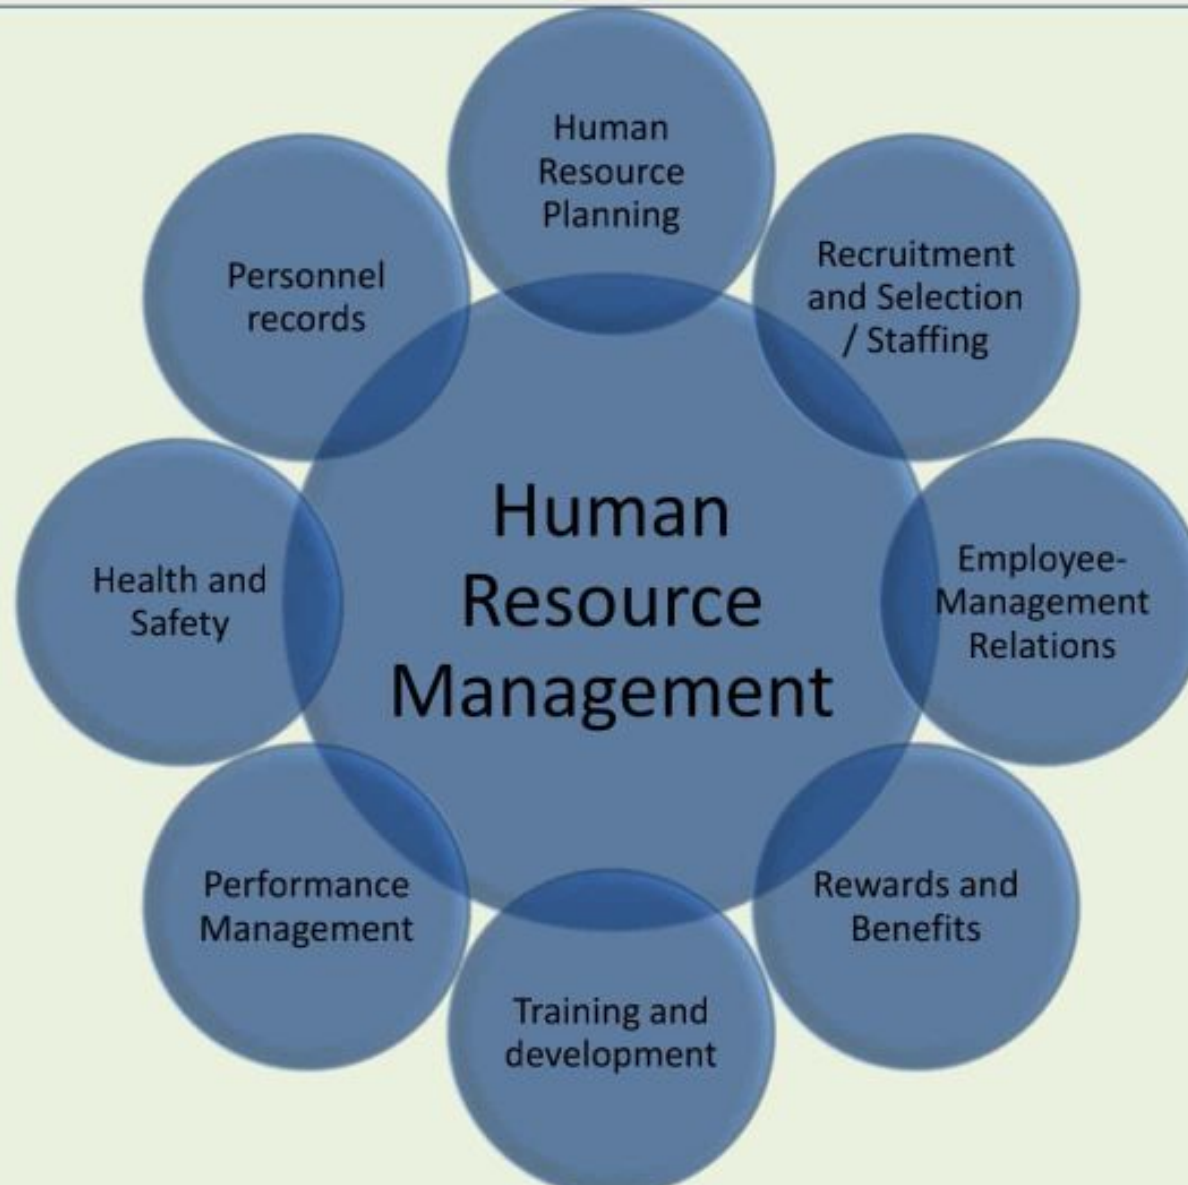 Human
Resource
Planning
Recruitment
and Selection
/ Staffing
Employee-
Management
Relations
Rewards and
Benefits
Training and
development
Performance
Management
Health and
Safety
Personnel
records
Human
Resource
Management